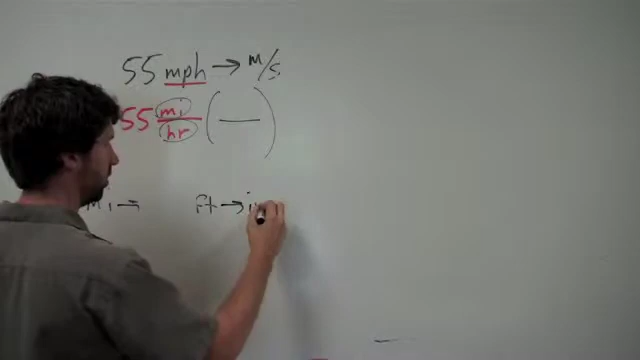 55 mph → m/s
55 mi/hr ( — )
mi → ft → in